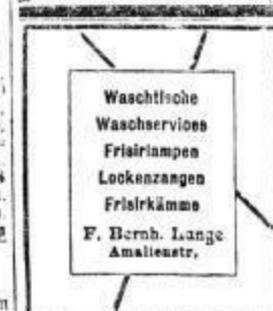 Waschtische
Waschservices
Frisirlampen
Lockenzangen
Frisirkämme
F. Bernh. Lange
Amalienstr.